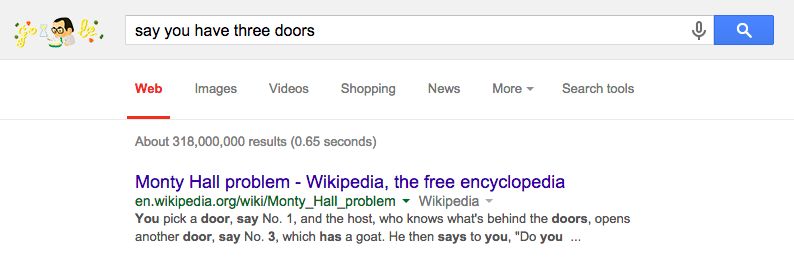 say you have three doors
Web Images Videos Shopping News More Search tools
About 318,000,000 results (0.65 seconds)
Monty Hall problem - Wikipedia, the free encyclopedia
en.wikipedia.org/wiki/Monty_Hall_problem Wikipedia
You pick a door, say No. 1, and the host, who knows what's behind the doors, opens
another door, say No. 3, which has a goat. He then says to you, "Do you ...